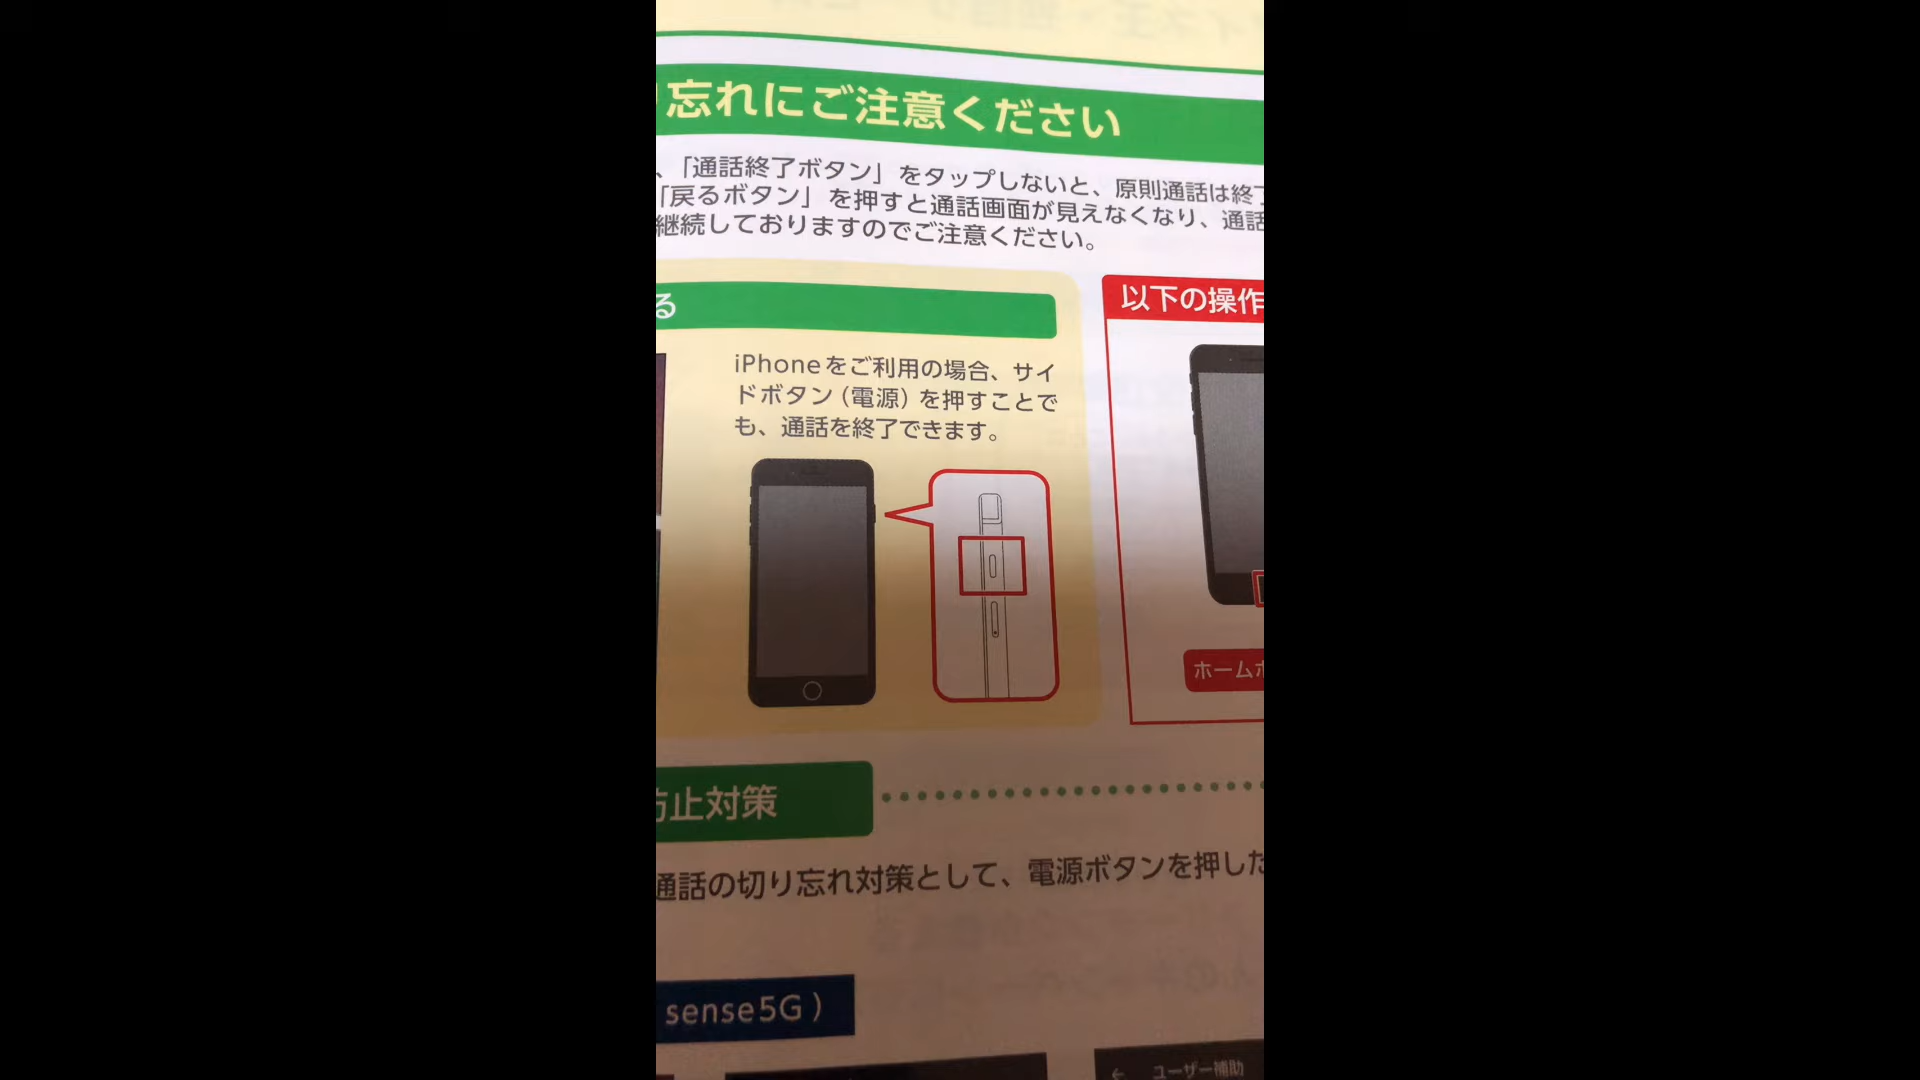 忘れにご注意ください
、「通話終了ボタン」をタップしないと、原則通話は終了
「戻るボタン」を押すと通話画面が見えなくなり、通話
継続しておりますのでご注意ください。
る
iPhoneをご利用の場合、サイ
ドボタン（電源）を押すことで
も、通話を終了できます。
以下の操作
ホームボ
防止対策
通話の切り忘れ対策として、電源ボタンを押した
sense5G）
← ユーザー補助